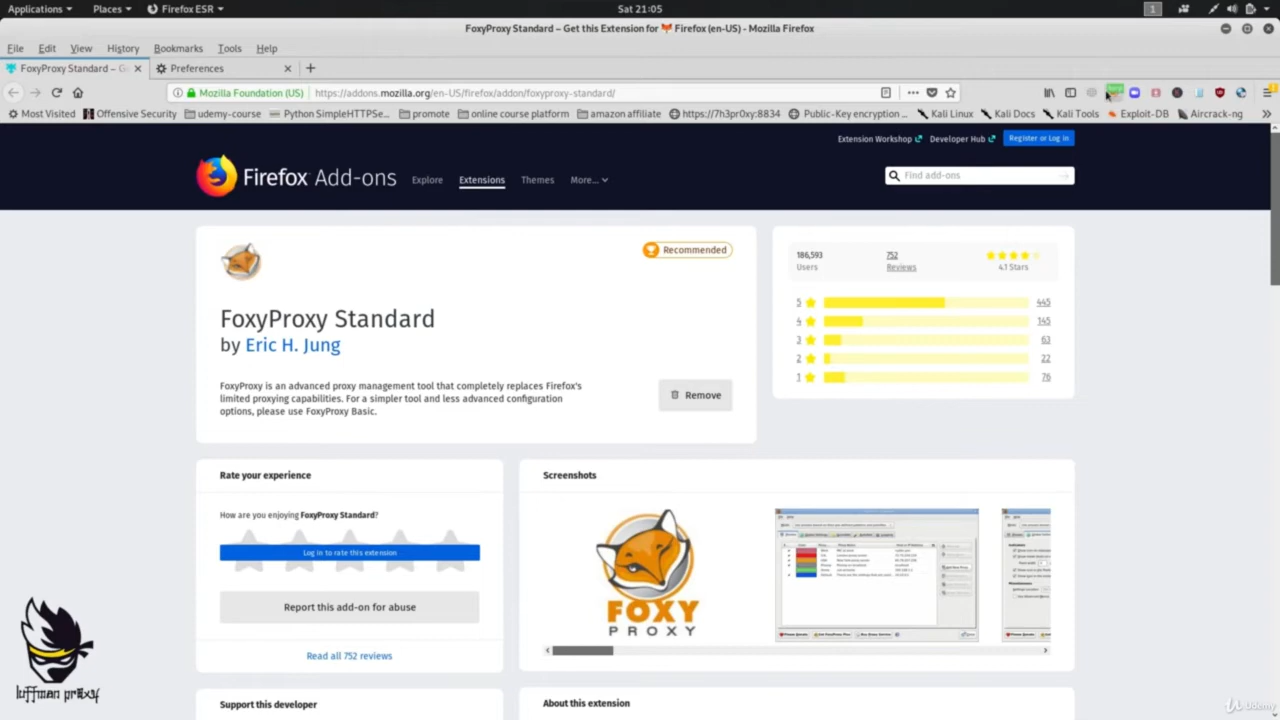 Applications Places Firefox ESR Sat 21:05 1
FoxyProxy Standard – Get this Extension for 🦊 Firefox (en-US) - Mozilla Firefox
File Edit View History Bookmarks Tools Help
FoxyProxy Standard – G Preferences
Mozilla Foundation (US) https://addons.mozilla.org/en-US/firefox/addon/foxyproxy-standard/
Most Visited Offensive Security udemy-course Python SimpleHTTPSe... promote online course platform amazon affiliate https://7h3pr0xy:8834 Public-Key encryption ... Kali Linux Kali Docs Kali Tools Exploit-DB Aircrack-ng
Extension Workshop Developer Hub Register or Log in
Firefox Add-ons Explore Extensions Themes More... Find add-ons
Recommended
FoxyProxy Standard
by Eric H. Jung
FoxyProxy is an advanced proxy management tool that completely replaces Firefox's
limited proxying capabilities. For a simpler tool and less advanced configuration
options, please use FoxyProxy Basic.
Remove
186,593 752
Users Reviews 4.1 Stars
5 445
4 145
3 63
2 22
1 76
Rate your experience
How are you enjoying FoxyProxy Standard?
Log in to rate this extension
Report this add-on for abuse
Read all 752 reviews
Screenshots
FOXY
PROXY
Support this developer
About this extension
luffman prXxy
Udemy